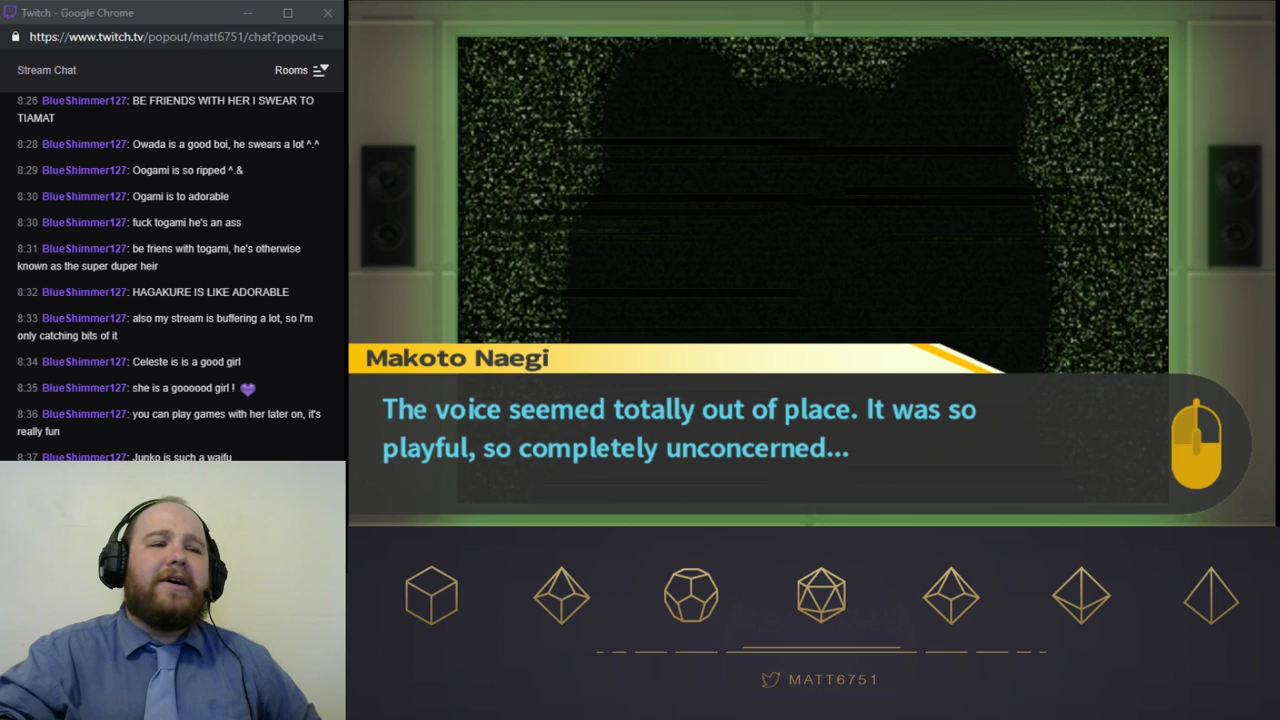 Twitch - Google Chrome
https://www.twitch.tv/popout/matt6751/chat?popout=
Stream Chat
Rooms
8:26 BlueShimmer127: BE FRIENDS WITH HER I SWEAR TO
TIAMAT
8:28 BlueShimmer127: Owada is a good boi, he swears a lot ^.^
8:29 BlueShimmer127: Oogami is so ripped ^.&
8:30 BlueShimmer127: Ogami is to adorable
8:30 BlueShimmer127: fuck togami he's an ass
8:31 BlueShimmer127: be friens with togami, he's otherwise
known as the super duper heir
8:32 BlueShimmer127: HAGAKURE IS LIKE ADORABLE
8:33 BlueShimmer127: also my stream is buffering a lot, so I'm
only catching bits of it
8:34 BlueShimmer127: Celeste is is a good girl
8:35 BlueShimmer127: she is a goooood girl !
8:36 BlueShimmer127: you can play games with her later on, it's
really fun
8:37 BlueShimmer127: Junko is such a waifu
Makoto Naegi
The voice seemed totally out of place. It was so
playful, so completely unconcerned...
MATT6751